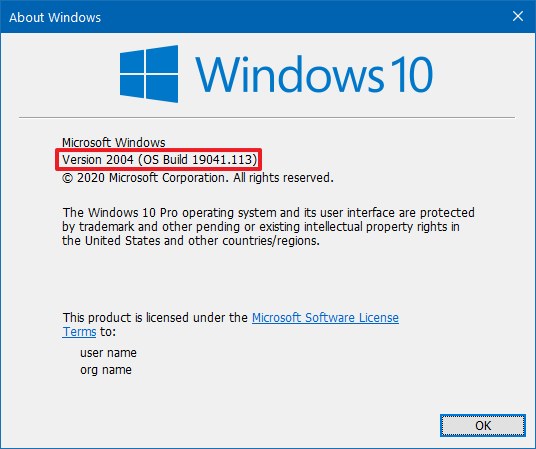 About Windows
Windows 10
Microsoft Windows
Version 2004 (OS Build 19041.113)
© 2020 Microsoft Corporation. All rights reserved.
The Windows 10 Pro operating system and its user interface are protected
by trademark and other pending or existing intellectual property rights in
the United States and other countries/regions.
This product is licensed under the Microsoft Software License
Terms to:
user name
org name
OK